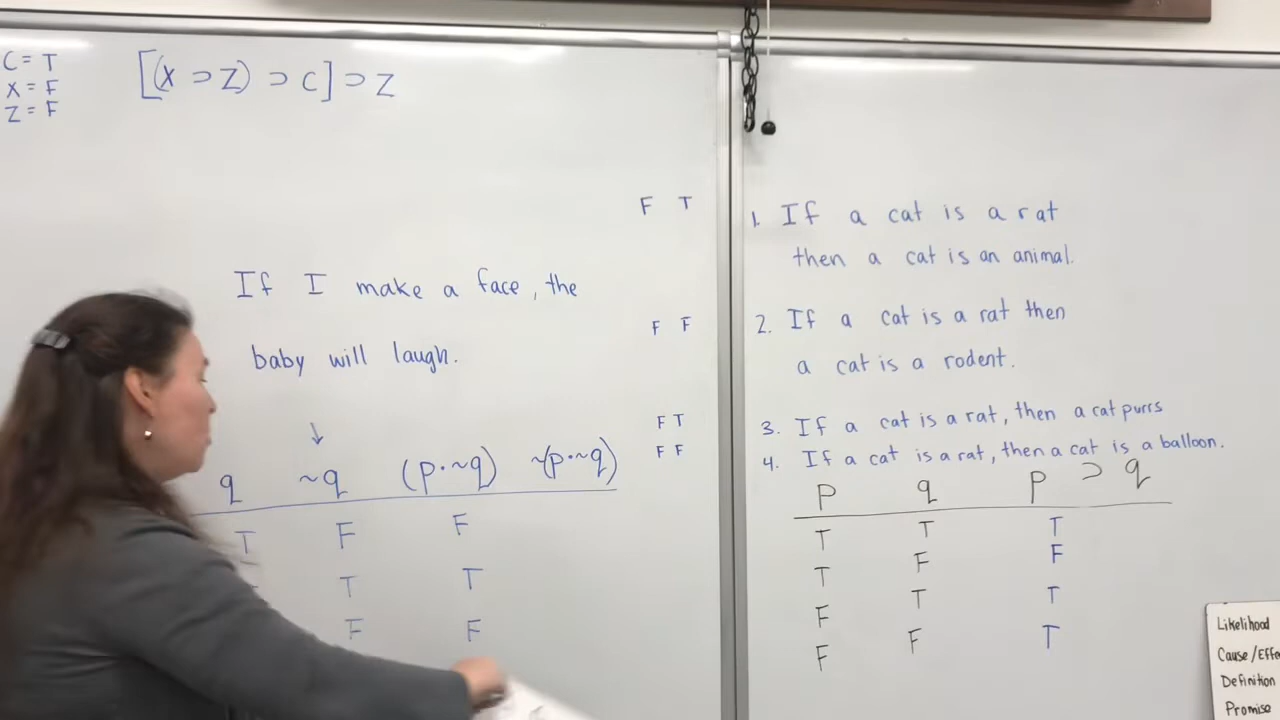 C = T
X = F
Z = F
[(X ⊃ Z) ⊃ C] ⊃ Z
If I make a face, the
baby will laugh.
q ~q (p·~q) ~(p·~q)
T F F
T T
F F
F T
F F
F T
F F
1. If a cat is a rat
then a cat is an animal.
2. If a cat is a rat then
a cat is a rodent.
3. If a cat is a rat, then a cat purrs
4. If a cat is a rat, then a cat is a balloon.
p q p ⊃ q
T T T
T F F
F T T
F F T
Likelihood
Cause/Effe
Definition
Promise